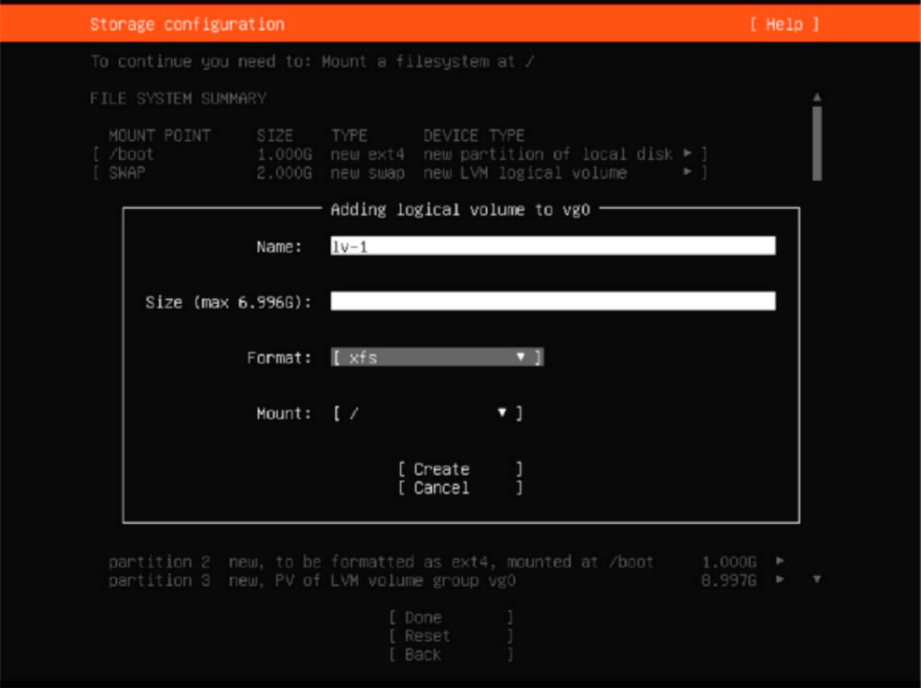 Storage configuration [ Help ]
To continue you need to: Mount a filesystem at /
FILE SYSTEM SUMMARY
MOUNT POINT SIZE TYPE DEVICE TYPE
[ /boot 1.000G new ext4 new partition of local disk ▸ ]
[ SWAP 2.000G new swap new LVM logical volume ▸ ]
Adding logical volume to vg0
Name: lv-1
Size (max 6.996G):
Format: [ xfs ▾ ]
Mount: [ / ▾ ]
[ Create ]
[ Cancel ]
partition 2 new, to be formatted as ext4, mounted at /boot 1.000G ▸
partition 3 new, PV of LVM volume group vg0 8.997G ▸
[ Done ]
[ Reset ]
[ Back ]